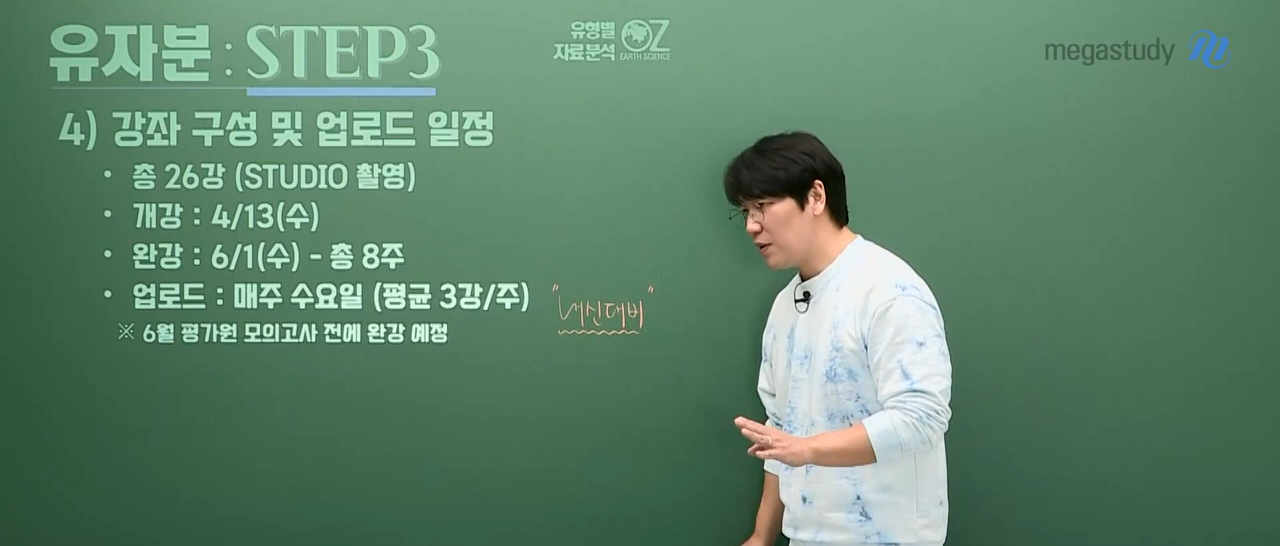 유자분 : STEP3
유형별
자료분석
OZ
EARTH SCIENCE
megastudy
4) 강좌 구성 및 업로드 일정
• 총 26강 (STUDIO 촬영)
• 개강 : 4/13(수)
• 완강 : 6/1(수) - 총 8주
• 업로드 : 매주 수요일 (평균 3강/주)
"내신대비"
※ 6월 평가원 모의고사 전에 완강 예정